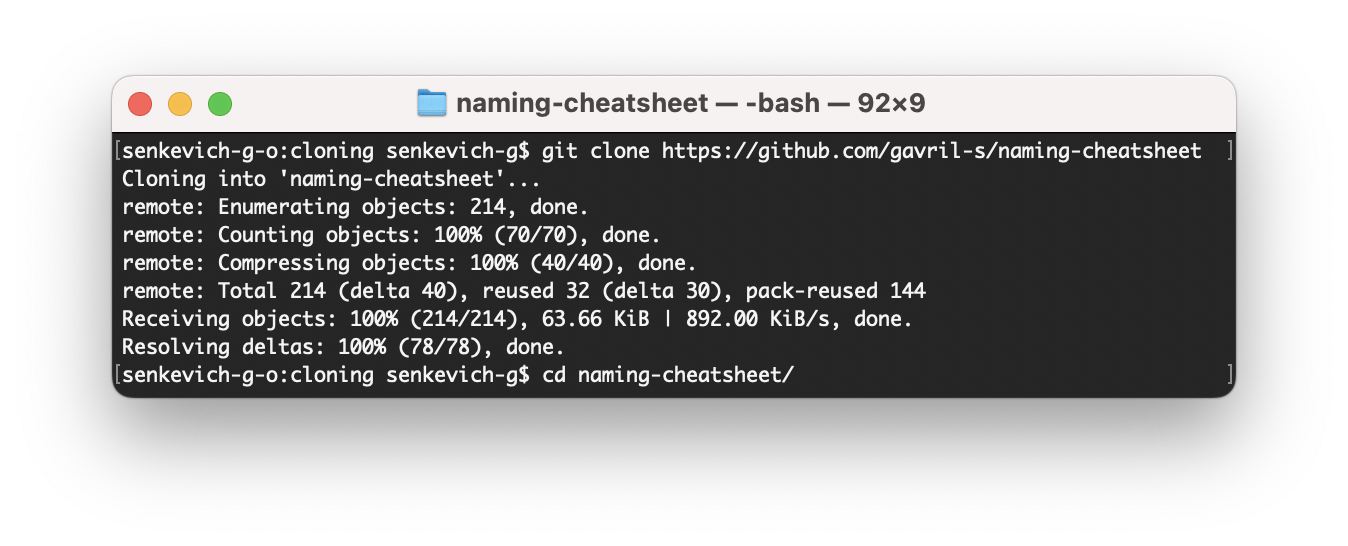 naming-cheatsheet — -bash — 92×9
[senkevich-g-o:cloning senkevich-g$ git clone https://github.com/gavril-s/naming-cheatsheet ]
Cloning into 'naming-cheatsheet'...
remote: Enumerating objects: 214, done.
remote: Counting objects: 100% (70/70), done.
remote: Compressing objects: 100% (40/40), done.
remote: Total 214 (delta 40), reused 32 (delta 30), pack-reused 144
Receiving objects: 100% (214/214), 63.66 KiB | 892.00 KiB/s, done.
Resolving deltas: 100% (78/78), done.
[senkevich-g-o:cloning senkevich-g$ cd naming-cheatsheet/ ]